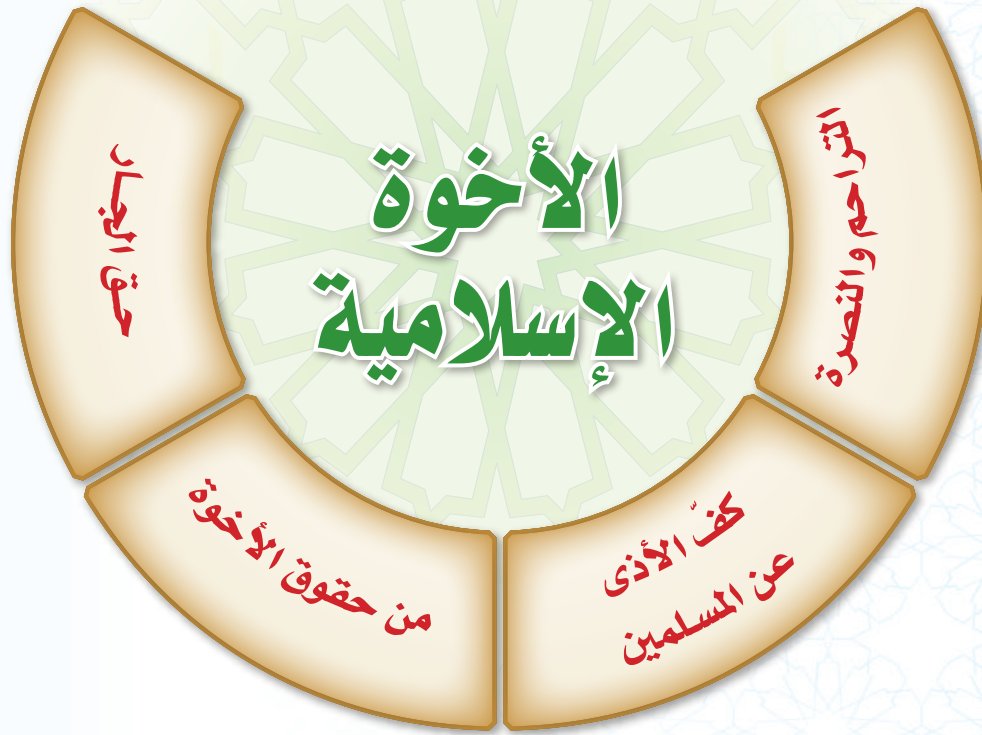 الأخوة
الإسلامية
التراحم والنصرة
كفّ الأذى
عن المسلمين
من حقوق الأخوة
حق الجار